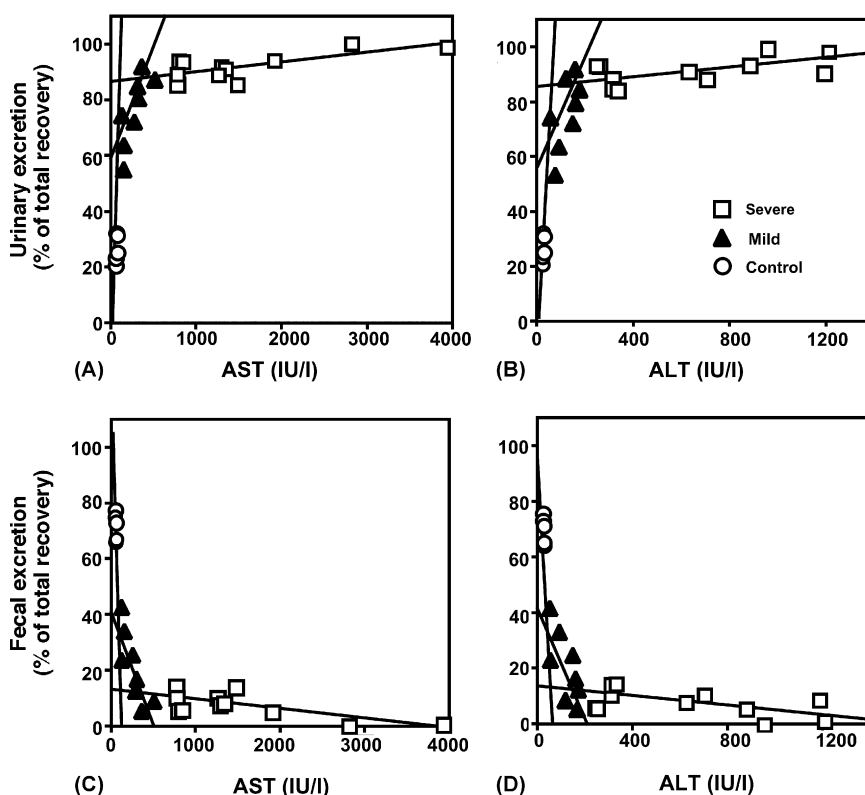 Urinary excretion
(% of total recovery)
100
80
60
40
20
0
0 1000 2000 3000 4000
(A) AST (IU/l)
100
80
60
40
20
0
0 400 800 1200
(B) ALT (IU/l)
Severe
Mild
Control
Fecal excretion
(% of total recovery)
100
80
60
40
20
0
0 1000 2000 3000 4000
(C) AST (IU/l)
100
80
60
40
20
0
0 400 800 1200
(D) ALT (IU/l)